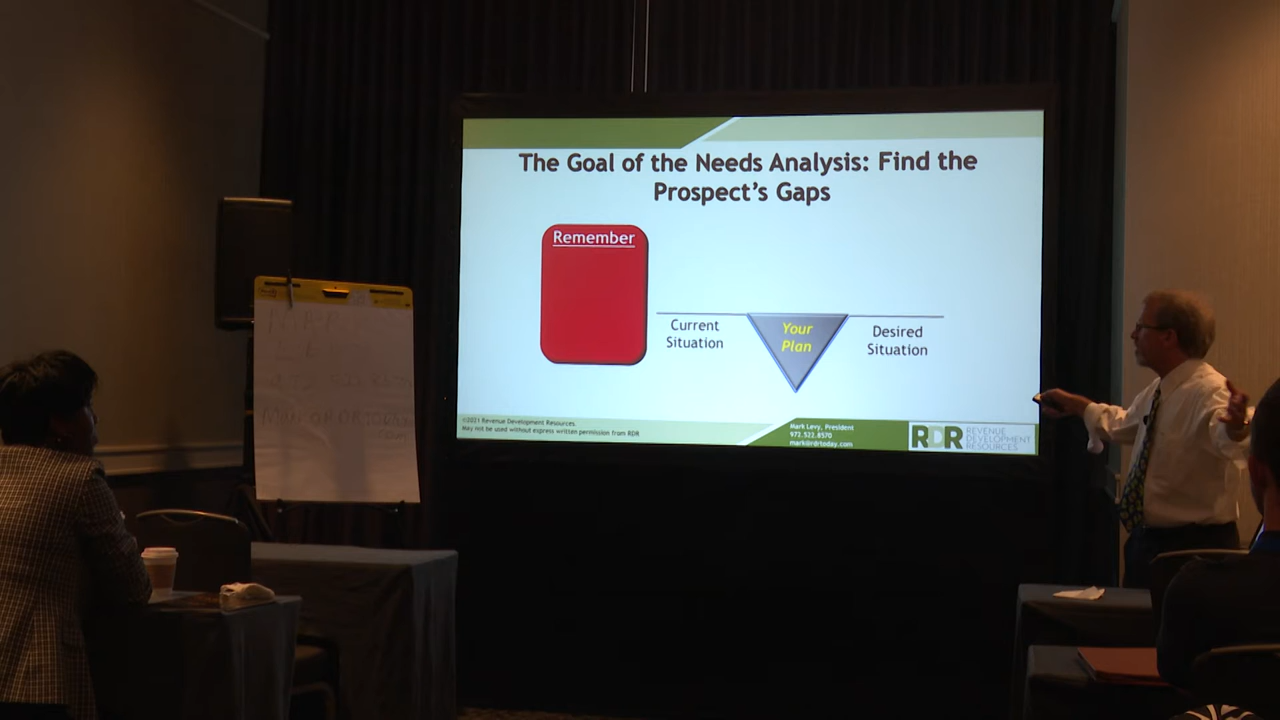 The Goal of the Needs Analysis: Find the
Prospect's Gaps
Remember
Current
Situation
Your
Plan
Desired
Situation
©2021 Revenue Development Resources.
May not be used without express written permission from RDR
Mark Levy, President
972.522.8570
mark@rdrtoday.com
RDR
REVENUE
DEVELOPMENT
RESOURCES